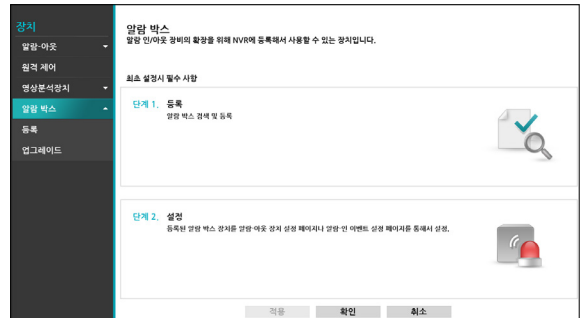 장치
알람·아웃
원격 제어
영상분석장치
알람 박스
등록
업그레이드
알람 박스
알람 인/아웃 장비의 확장을 위해 NVR에 등록해서 사용할 수 있는 장치입니다.
최초 설정시 필수 사항
단계 1. 등록
알람 박스 검색 및 등록
단계 2. 설정
등록된 알람 박스 장치를 알람·아웃 장치 설정 페이지나 알람·인 이벤트 설정 페이지를 통해서 설정.
적용 확인 취소